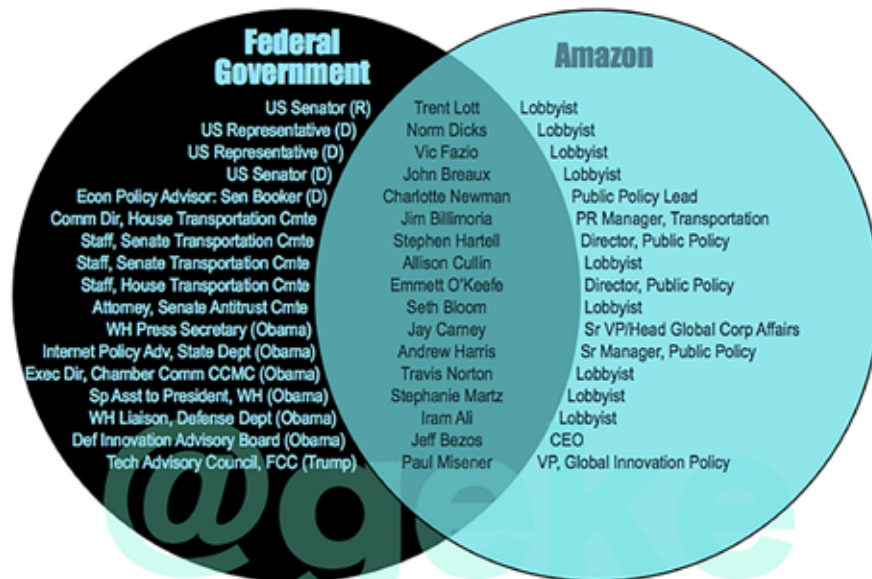 Federal
Government
Amazon
US Senator (R) Trent Lott Lobbyist
US Representative (D) Norm Dicks Lobbyist
US Representative (D) Vic Fazio Lobbyist
US Senator (D) John Breaux Lobbyist
Econ Policy Advisor: Sen Booker (D) Charlotte Newman Public Policy Lead
Comm Dir, House Transportation Cmte Jim Billimoria PR Manager, Transportation
Staff, Senate Transportation Cmte Stephen Hartell Director, Public Policy
Staff, Senate Transportation Cmte Allison Cullin Lobbyist
Staff, House Transportation Cmte Emmett O'Keefe Director, Public Policy
Attorney, Senate Antitrust Cmte Seth Bloom Lobbyist
WH Press Secretary (Obama) Jay Carney Sr VP/Head Global Corp Affairs
Internet Policy Adv, State Dept (Obama) Andrew Harris Sr Manager, Public Policy
Exec Dir, Chamber Comm CCMC (Obama) Travis Norton Lobbyist
Sp Asst to President, WH (Obama) Stephanie Martz Lobbyist
WH Liaison, Defense Dept (Obama) Iram Ali Lobbyist
Def Innovation Advisory Board (Obama) Jeff Bezos CEO
Tech Advisory Council, FCC (Trump) Paul Misener VP, Global Innovation Policy
@geke